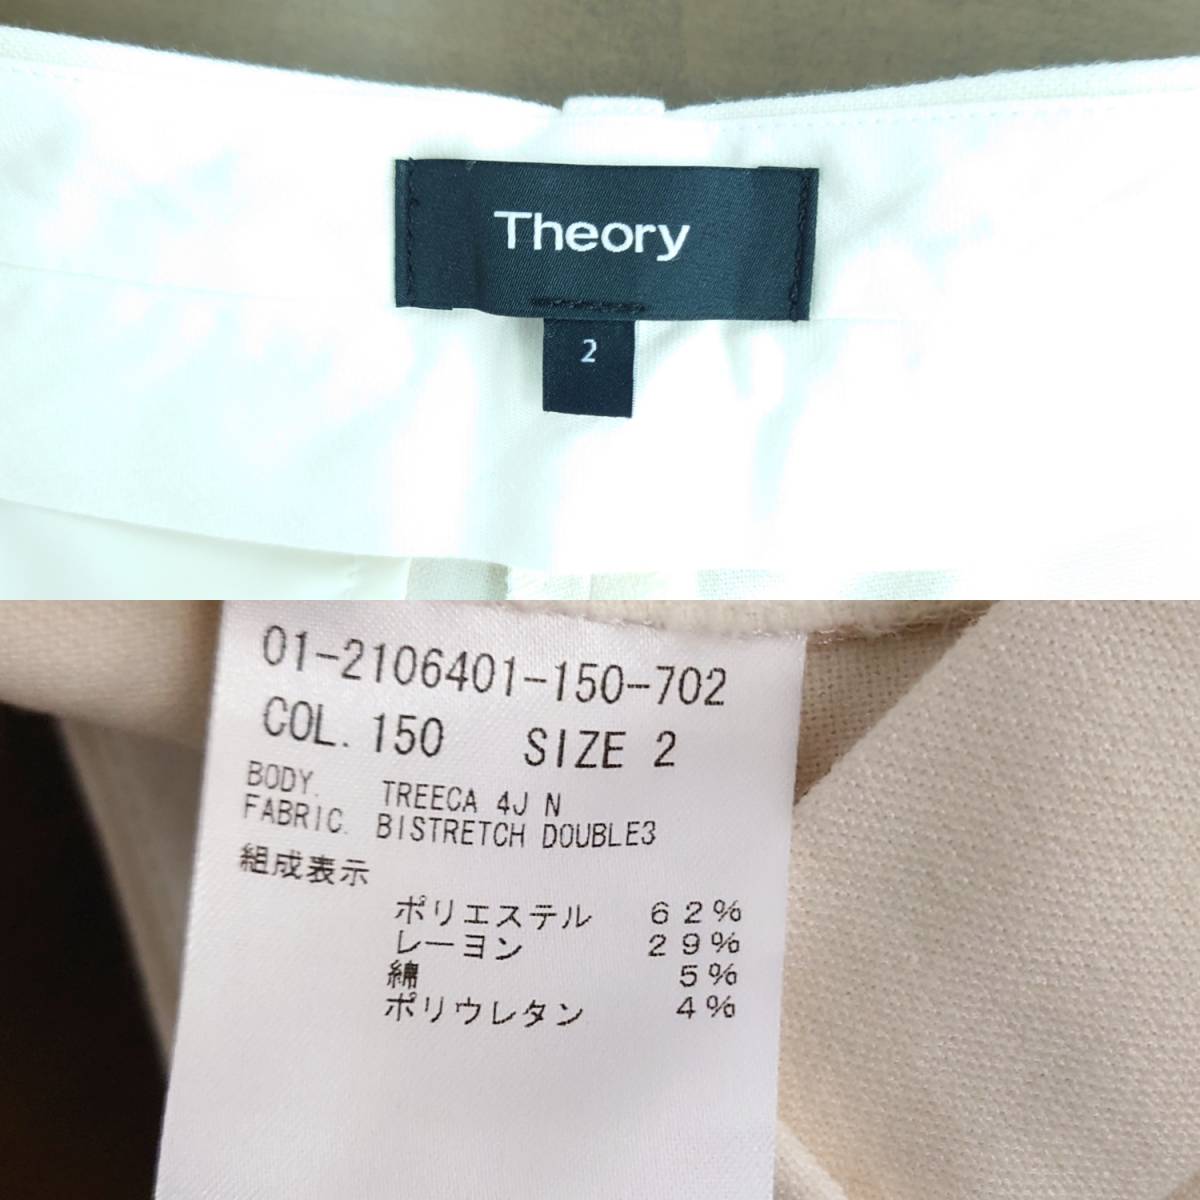 Theory
2
01-2106401-150-702
COL. 150 SIZE 2
BODY. TREECA 4J N
FABRIC. BISTRETCH DOUBLE3
組成表示
ポリエステル 62%
レーヨン 29%
綿 5%
ポリウレタン 4%